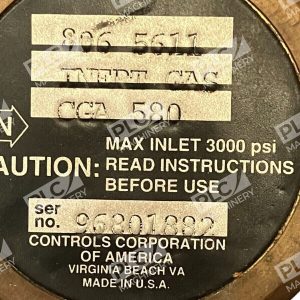 806 5611
INERT GAS
CGA 580
MAX INLET 3000 psi
CAUTION: READ INSTRUCTIONS
BEFORE USE
ser no. 96801882
CONTROLS CORPORATION
OF AMERICA
VIRGINIA BEACH VA
MADE IN U.S.A.